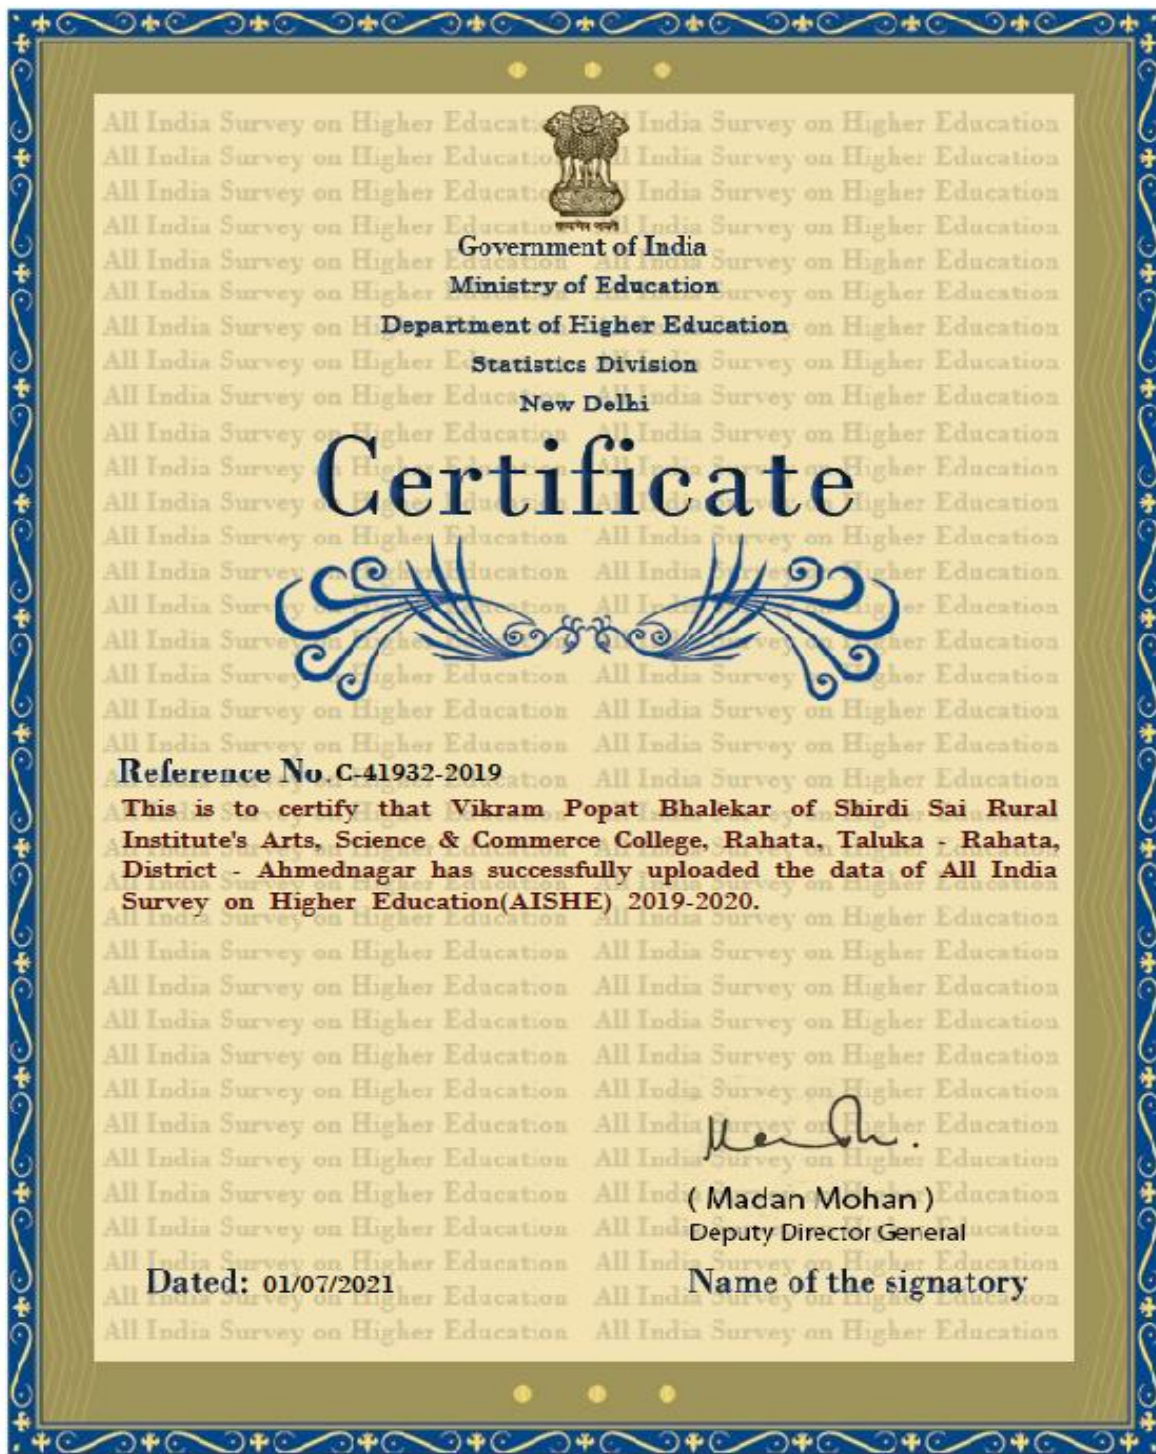 Government of India
Ministry of Education
Department of Higher Education
Statistics Division
New Delhi
Certificate
Reference No. C-41932-2019
This is to certify that Vikram Popat Bhalekar of Shirdi Sai Rural
Institute's Arts, Science & Commerce College, Rahata, Taluka - Rahata,
District - Ahmednagar has successfully uploaded the data of All India
Survey on Higher Education(AISHE) 2019-2020.
( Madan Mohan )
Deputy Director General
Dated: 01/07/2021
Name of the signatory